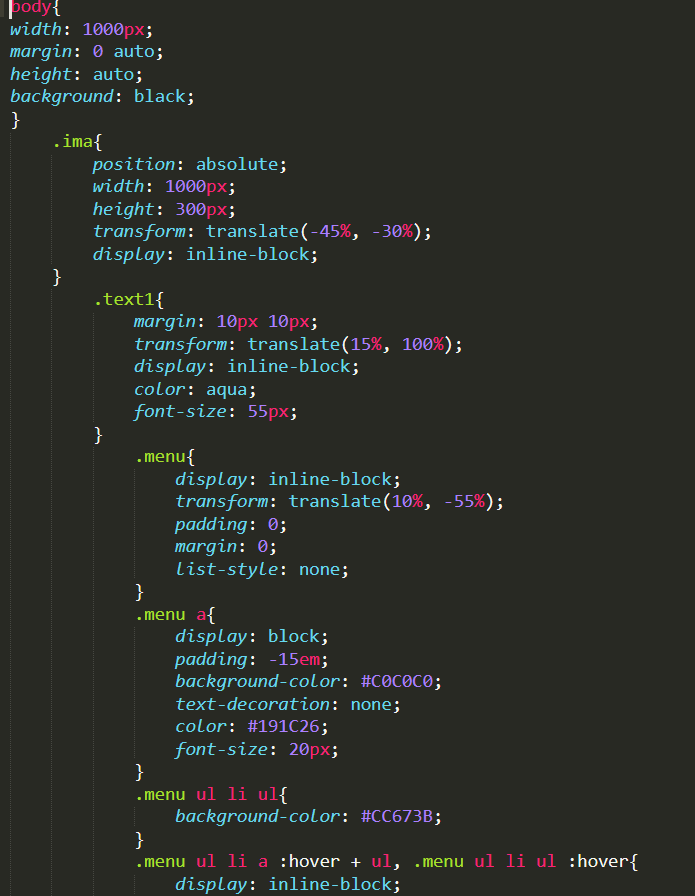 body{
width: 1000px;
margin: 0 auto;
height: auto;
background: black;
}
.ima{
position: absolute;
width: 1000px;
height: 300px;
transform: translate(-45%, -30%);
display: inline-block;
}
.text1{
margin: 10px 10px;
transform: translate(15%, 100%);
display: inline-block;
color: aqua;
font-size: 55px;
}
.menu{
display: inline-block;
transform: translate(10%, -55%);
padding: 0;
margin: 0;
list-style: none;
}
.menu a{
display: block;
padding: -15em;
background-color: #C0C0C0;
text-decoration: none;
color: #191C26;
font-size: 20px;
}
.menu ul li ul{
background-color: #CC673B;
}
.menu ul li a :hover + ul, .menu ul li ul :hover{
display: inline-block;